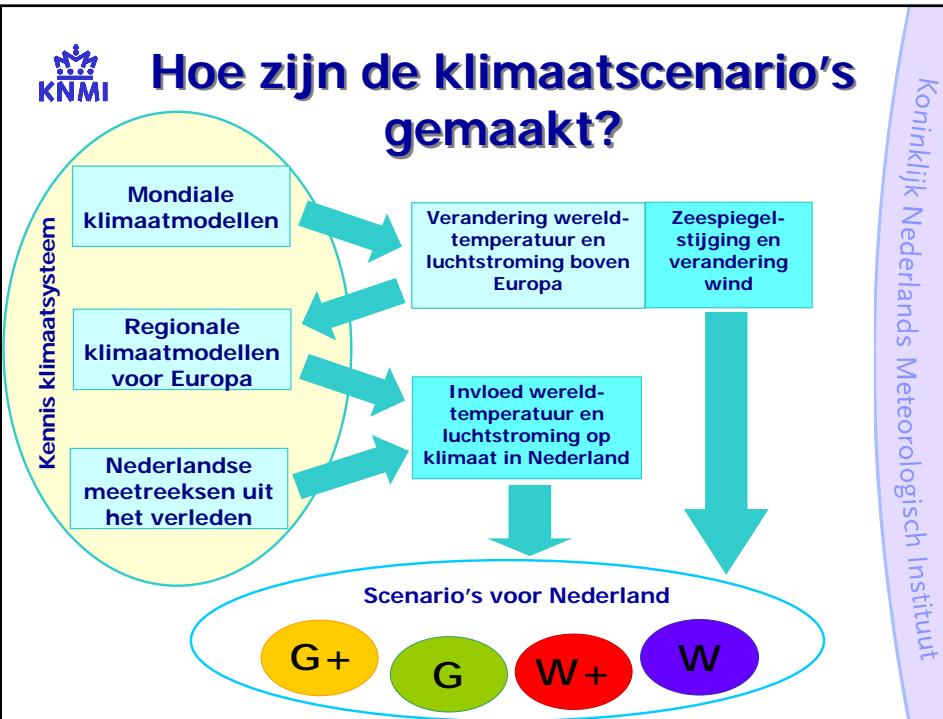 KNMI
Hoe zijn de klimaatscenario's
gemaakt?
Kennis klimaatsysteem
Mondiale
klimaatmodellen
Verandering wereld-
temperatuur en
luchtstroming boven
Europa
Zeespiegel-
stijging en
verandering
wind
Regionale
klimaatmodellen
voor Europa
Invloed wereld-
temperatuur en
luchtstroming op
klimaat in Nederland
Nederlandse
meetreeksen uit
het verleden
Scenario's voor Nederland
G+
G
W+
W
Koninklijk Nederlands Meteorologisch Instituut